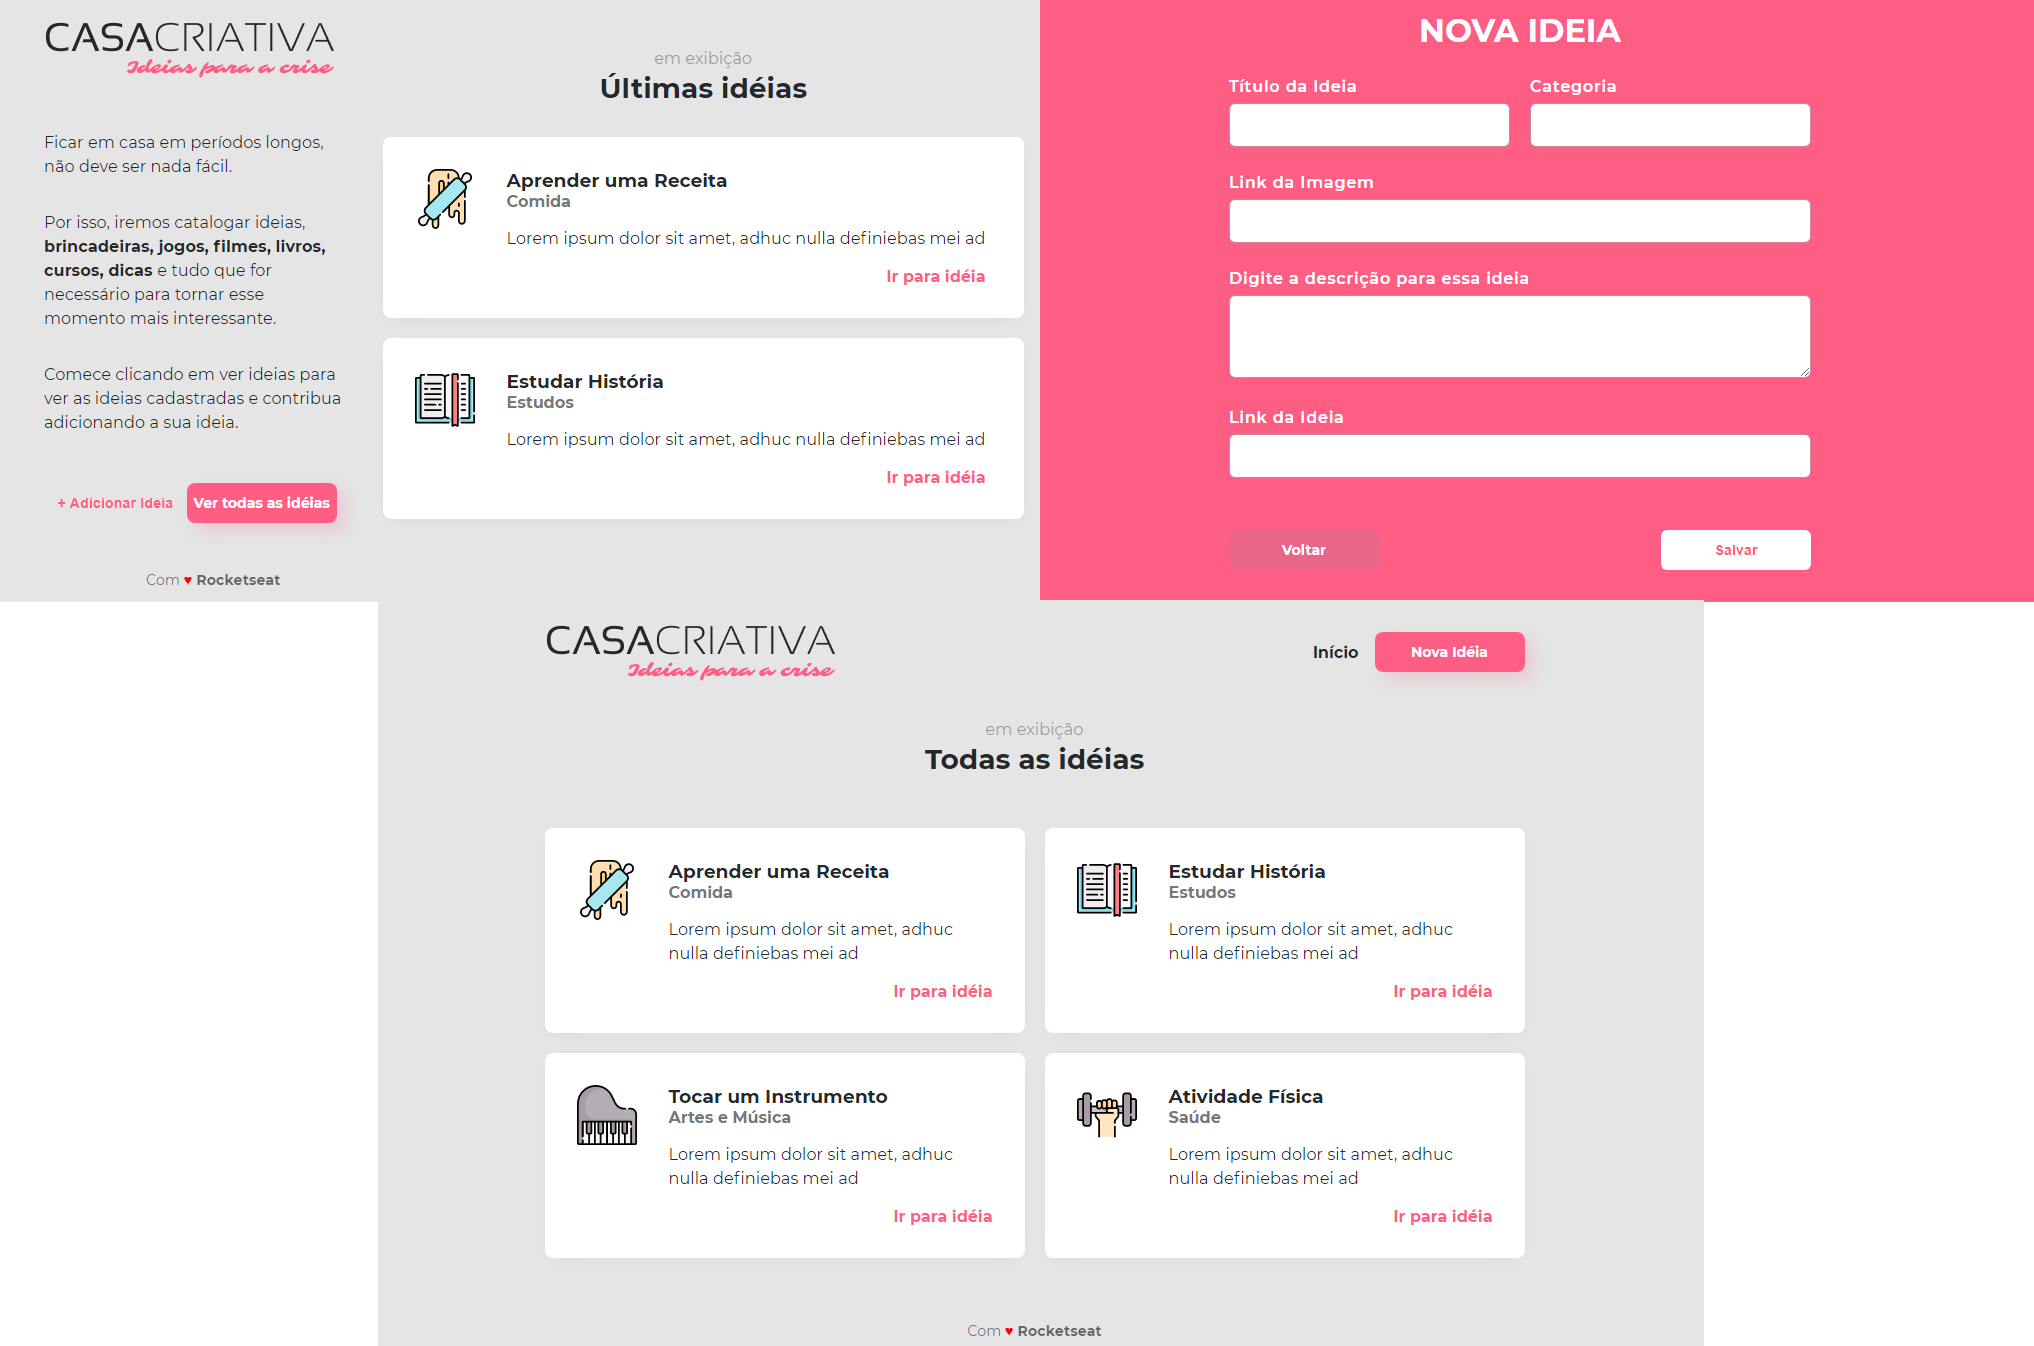 CASACRIATIVA
Ideias para a crise
Ficar em casa em períodos longos,
não deve ser nada fácil.
Por isso, iremos catalogar ideias,
brincadeiras, jogos, filmes, livros,
cursos, dicas e tudo que for
necessário para tornar esse
momento mais interessante.
Comece clicando em ver ideias para
ver as ideias cadastradas e contribua
adicionando a sua ideia.
+ Adicionar Ideia
Ver todas as idéias
Com ♥ Rocketseat
em exibição
Últimas idéias
Aprender uma Receita
Comida
Lorem ipsum dolor sit amet, adhuc nulla definiebas mei ad
Ir para idéia
Estudar História
Estudos
Lorem ipsum dolor sit amet, adhuc nulla definiebas mei ad
Ir para idéia
NOVA IDEIA
Título da Ideia
Categoria
Link da Imagem
Digite a descrição para essa ideia
Link da Ideia
Voltar
Salvar
CASACRIATIVA
Ideias para a crise
Início
Nova Idéia
em exibição
Todas as idéias
Aprender uma Receita
Comida
Lorem ipsum dolor sit amet, adhuc
nulla definiebas mei ad
Ir para idéia
Estudar História
Estudos
Lorem ipsum dolor sit amet, adhuc
nulla definiebas mei ad
Ir para idéia
Tocar um Instrumento
Artes e Música
Lorem ipsum dolor sit amet, adhuc
nulla definiebas mei ad
Ir para idéia
Atividade Física
Saúde
Lorem ipsum dolor sit amet, adhuc
nulla definiebas mei ad
Ir para idéia
Com ♥ Rocketseat